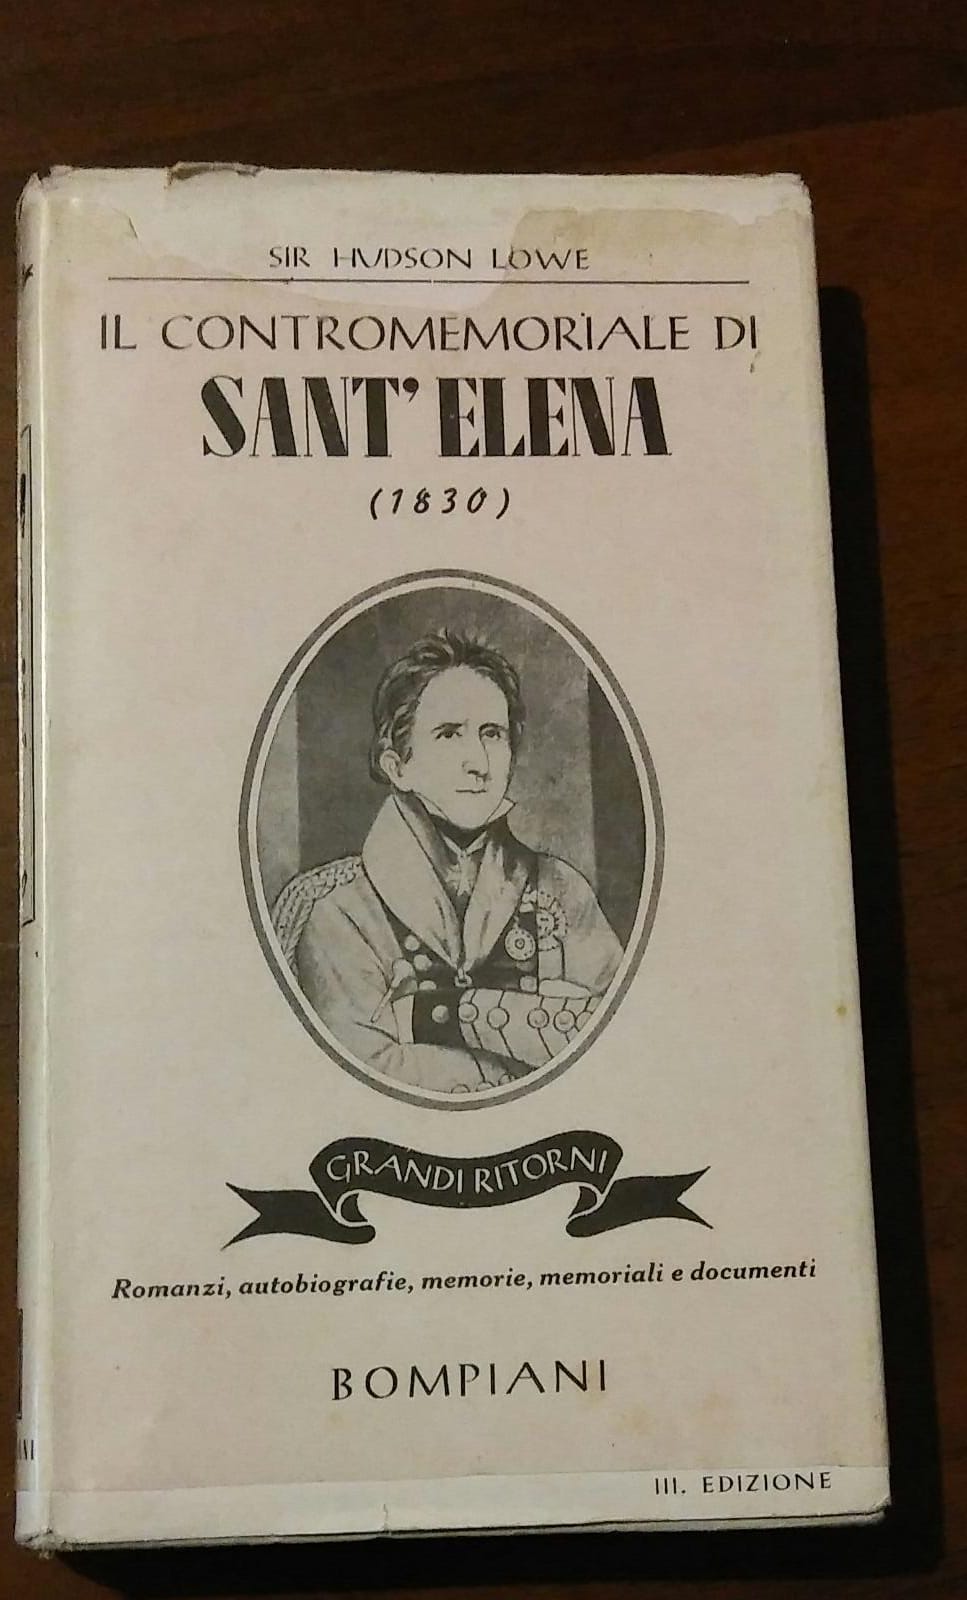 SIR HUDSON LOWE
IL CONTROMEMORIALE DI
SANT' ELENA
(1830)
GRANDI RITORNI
Romanzi, autobiografie, memorie, memoriali e documenti
BOMPIANI
III. EDIZIONE